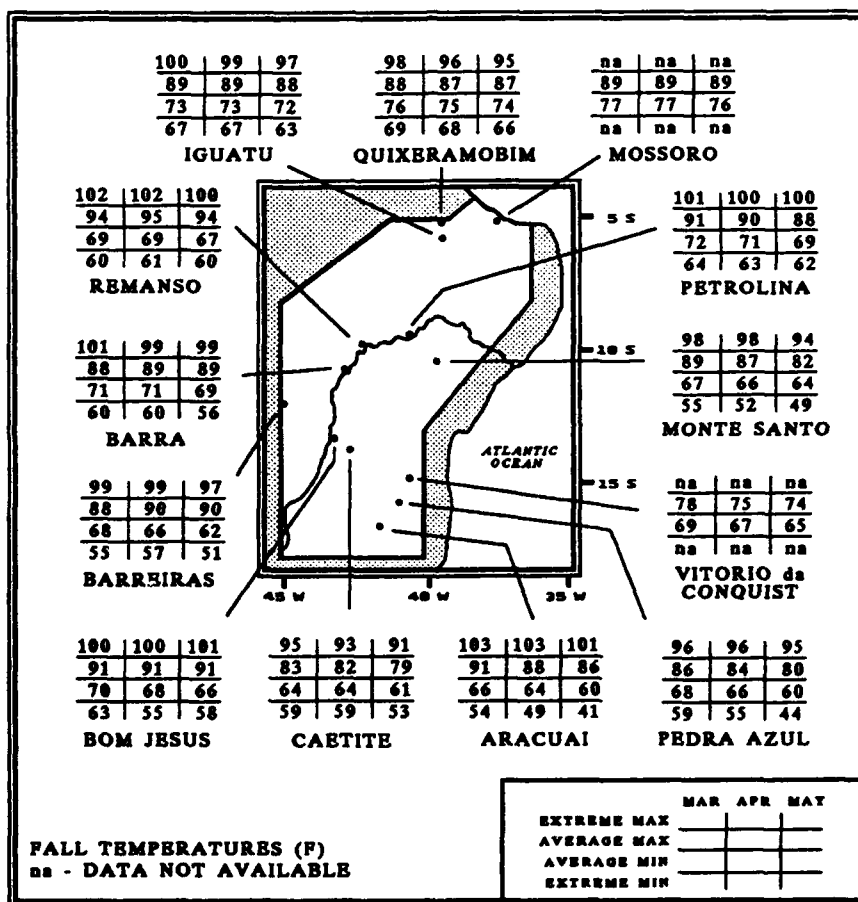 100 99 97
89 89 88
73 73 72
67 67 63
IGUATU
98 96 95
88 87 87
76 75 74
69 68 66
QUIXERAMOBIM
na na na
89 89 89
77 77 76
na na na
MOSSORO
102 102 100
94 95 94
69 69 67
60 61 60
REMANSO
101 100 100
91 90 88
72 71 69
64 63 62
PETROLINA
101 99 99
88 89 89
71 71 69
60 60 56
BARRA
98 98 94
89 87 82
67 66 64
55 52 49
MONTE SANTO
99 99 97
88 90 90
68 66 62
55 57 51
BARREIRAS
na na na
78 75 74
69 67 65
na na na
VITORIO da
CONQUIST
5 S
10 S
15 S
ATLANTIC
OCEAN
45 W 40 W 35 W
100 100 101
91 91 91
70 68 66
63 55 58
BOM JESUS
95 93 91
83 82 79
64 64 61
59 59 53
CAETITE
103 103 101
91 88 86
66 64 60
54 49 41
ARACUAI
96 96 95
86 84 80
68 66 60
59 55 44
PEDRA AZUL
FALL TEMPERATURES (F)
na - DATA NOT AVAILABLE
MAR APR MAY
EXTREME MAX
AVERAGE MAX
AVERAGE MIN
EXTREME MIN